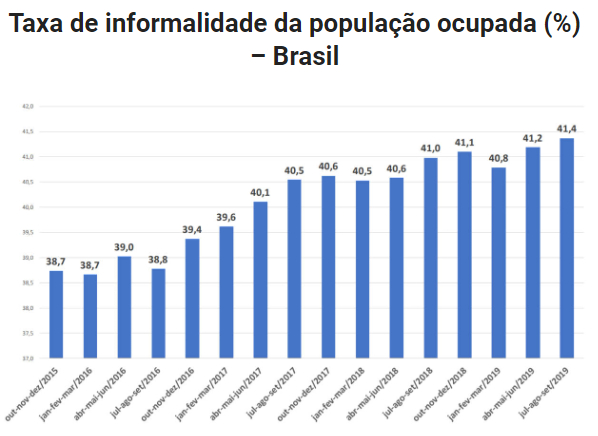 Taxa de informalidade da população ocupada (%)
– Brasil
42,0
41,5
41,0
40,5
40,0
39,5
39,0
38,5
38,0
37,5
37,0
38,7
38,7
39,0
38,8
39,4
39,6
40,1
40,5
40,6
40,5
40,6
41,0
41,1
40,8
41,2
41,4
out-nov-dez/2015
jan-fev-mar/2016
abr-mai-jun/2016
jul-ago-set/2016
out-nov-dez/2016
jan-fev-mar/2017
abr-mai-jun/2017
jul-ago-set/2017
out-nov-dez/2017
jan-fev-mar/2018
abr-mai-jun/2018
jul-ago-set/2018
out-nov-dez/2018
jan-fev-mar/2019
abr-mai-jun/2019
jul-ago-set/2019